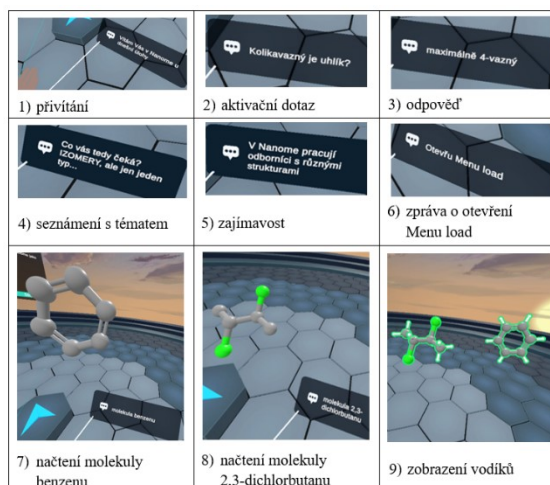 Vítám vás v Nanome u
1) přivítání
Kolikavazný je uhlík?
2) aktivační dotaz
maximálně 4-vazný
3) odpověď
Co vás tedy čeká?
IZOMERY, ale jen jeden
typ...
4) seznámení s tématem
V Nanome pracují
odborníci s různými
strukturami
5) zajímavost
Otevřu Menu load
6) zpráva o otevření
Menu load
molekula benzenu
7) načtení molekuly
benzenu
molekula 2,3-
dichlorbutanu
8) načtení molekuly
2,3-dichlorbutanu
9) zobrazení vodíků